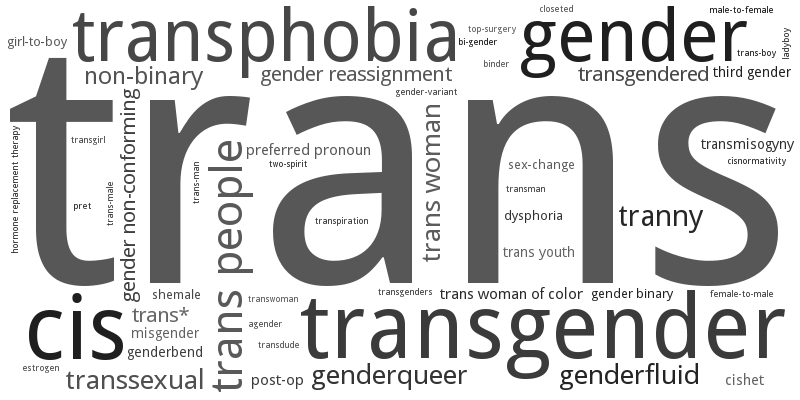 closeted
male-to-female
transphobia
gender
girl-to-boy
top-surgery
bi-gender
ladyboy
trans-boy
binder
non-binary
gender reassignment
transgendered
third gender
gender-variant
trans
hormone replacement therapy
transgirl
gender non-conforming
trans-male
pret
trans-man
trans people
preferred pronoun
two-spirit
transpiration
trans woman
sex-change
transman
dysphoria
trans youth
transmisogyny
cisnormativity
tranny
cis
shemale
trans*
misgender
genderbend
transwoman
agender
transdude
transgenders
trans woman of color
gender binary
female-to-male
transgender
estrogen
transsexual
post-op
genderqueer
genderfluid
cishet